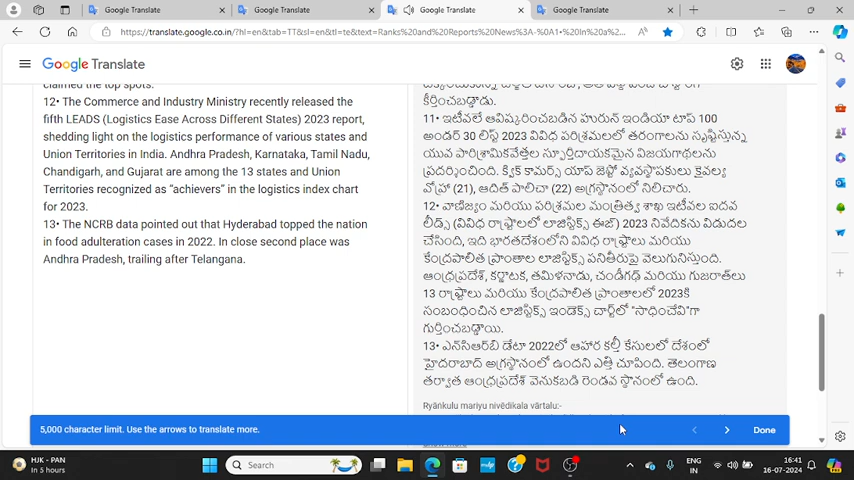 Google Translate
Google Translate
Google Translate
Google Translate
https://translate.google.co.in/?hl=en&tab=TT&sl=en&tl=te&text=Ranks%20and%20Reports%20News%3A-%0A1•%20In%20a%2...
Google Translate
claimed the top spots.
12• The Commerce and Industry Ministry recently released the
fifth LEADS (Logistics Ease Across Different States) 2023 report,
shedding light on the logistics performance of various states and
Union Territories in India. Andhra Pradesh, Karnataka, Tamil Nadu,
Chandigarh, and Gujarat are among the 13 states and Union
Territories recognized as “achievers” in the logistics index chart
for 2023.
13• The NCRB data pointed out that Hyderabad topped the nation
in food adulteration cases in 2022. In close second place was
Andhra Pradesh, trailing after Telangana.
కీర్తించబడ్డాడు.
11• ఇటీవలే ఆవిష్కరించబడిన హురున్ ఇండియా టాప్ 100
అండర్ 30 లిస్ట్ 2023 వివిధ పరిశ్రమలలో తరంగాలను సృష్టిస్తున్న
యువ పారిశ్రామికవేత్తల స్ఫూర్తిదాయకమైన విజయగాథలను
ప్రదర్శించింది. క్విక్ కామర్స్ యాప్ జెప్టో వ్యవస్థాపకులు కైవల్య
వోహ్రా (21), ఆదిత్ పాలిచా (22) అగ్రస్థానంలో నిలిచారు.
12• వాణిజ్యం మరియు పరిశ్రమల మంత్రిత్వ శాఖ ఇటీవల ఐదవ
లీడ్స్ (వివిధ రాష్ట్రాలలో లాజిస్టిక్స్ ఈజ్) 2023 నివేదికను విడుదల
చేసింది, ఇది భారతదేశంలోని వివిధ రాష్ట్రాలు మరియు
కేంద్రపాలిత ప్రాంతాల లాజిస్టిక్స్ పనితీరుపై వెలుగునిస్తుంది.
ఆంధ్రప్రదేశ్, కర్ణాటక, తమిళనాడు, చండీగఢ్ మరియు గుజరాత్‌లు
13 రాష్ట్రాలు మరియు కేంద్రపాలిత ప్రాంతాలలో 2023కి
సంబంధించిన లాజిస్టిక్స్ ఇండెక్స్ చార్ట్‌లో "సాధించేవి"గా
గుర్తించబడ్డాయి.
13• ఎన్‌సిఆర్‌బి డేటా 2022లో ఆహార కల్తీ కేసులలో దేశంలో
హైదరాబాద్ అగ్రస్థానంలో ఉందని ఎత్తి చూపింది. తెలంగాణ
తర్వాత ఆంధ్రప్రదేశ్ వెనుకబడి రెండవ స్థానంలో ఉంది.
Ryāṅkulu mariyu nivēdikala vārtalu:-
5,000 character limit. Use the arrows to translate more.
Done
Show more
HJK - PAN
In 5 hours
Search
ENG
IN
16:41
16-07-2024